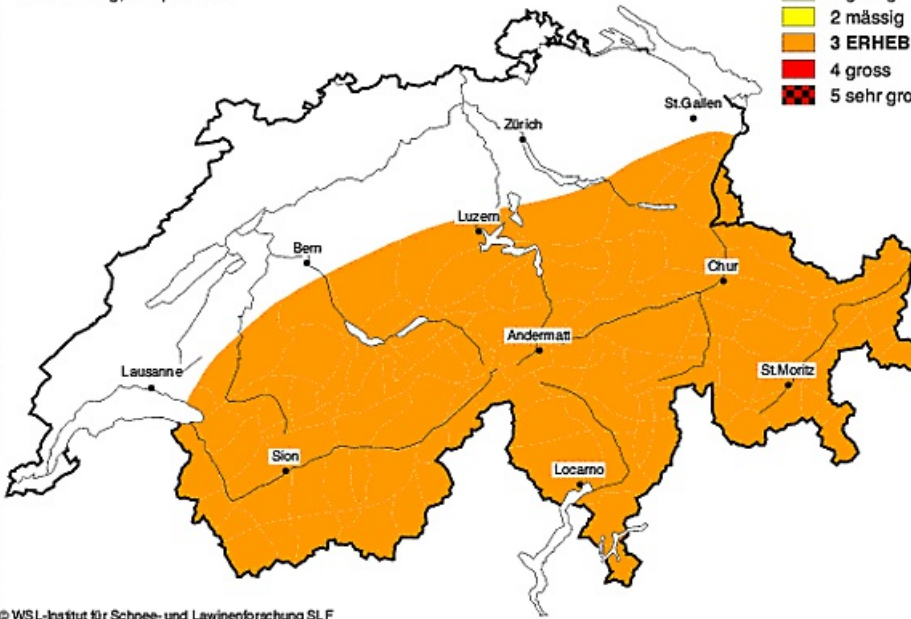 2 mässig
3 ERHEB
4 gross
5 sehr gro
St.Gallen
Zürich
Luzern
Bern
Chur
Andermatt
Lausanne
St.Moritz
Sion
Locarno
© WSL-Institut für Schnee- und Lawinenforschung SLF